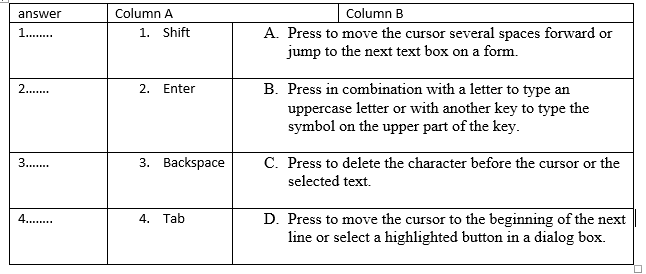 answer Column A Column B
1........ 1. Shift A. Press to move the cursor several spaces forward or
jump to the next text box on a form.
2....... 2. Enter B. Press in combination with a letter to type an
uppercase letter or with another key to type the
symbol on the upper part of the key.
3....... 3. Backspace C. Press to delete the character before the cursor or the
selected text.
4........ 4. Tab D. Press to move the cursor to the beginning of the next
line or select a highlighted button in a dialog box.